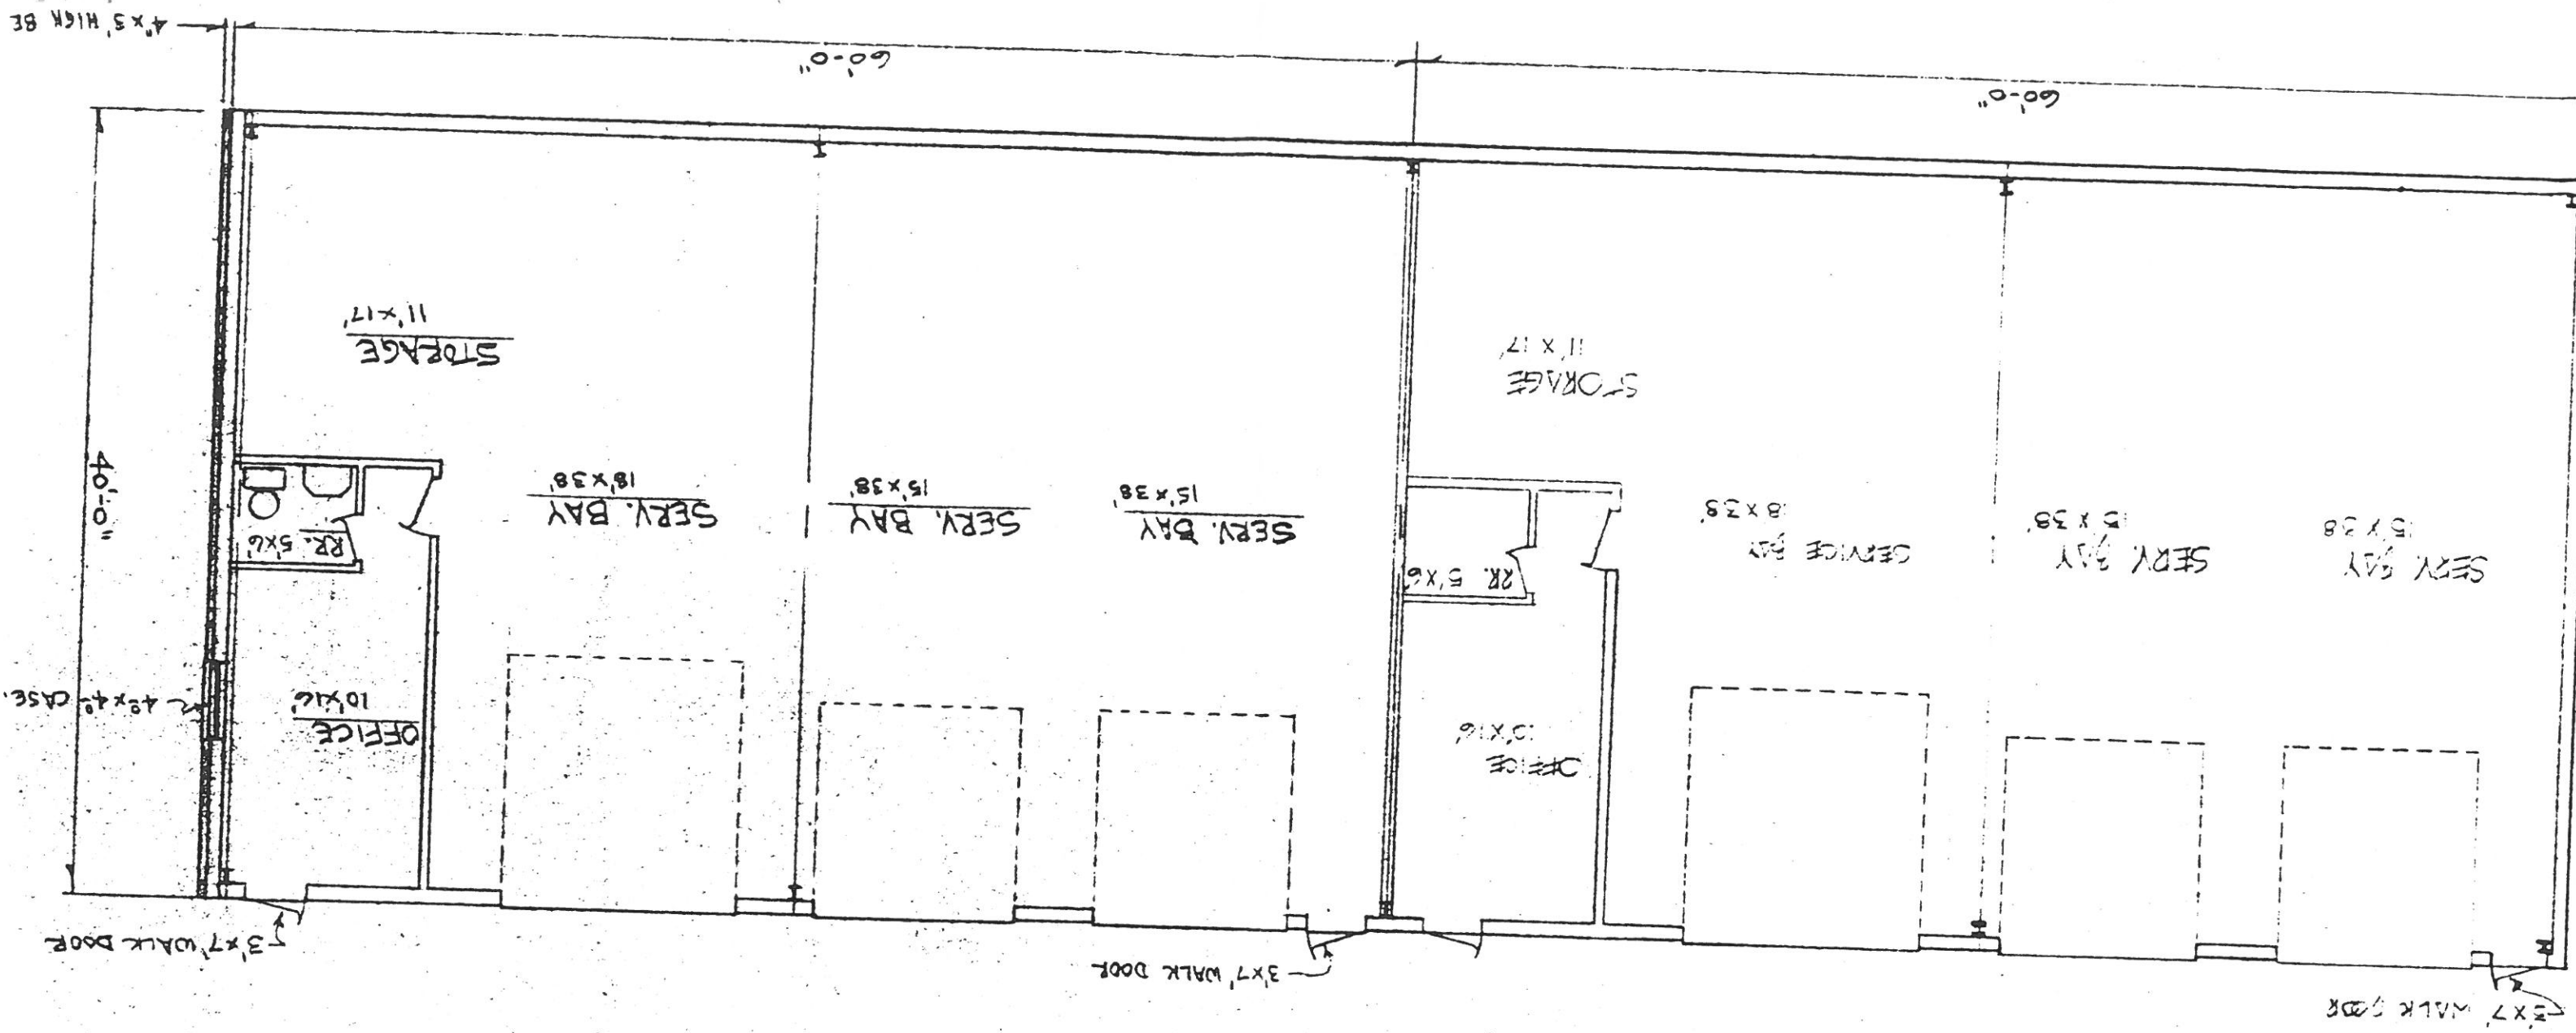 3'x7' WALK DOOR
3'x7' WALK DOOR
3'x7' WALK DOOR
OFFICE
10'x16'
OFFICE
10'x16'
4⁰x4⁰ CASE.
SERV. BAY
15'x38'
SERV. BAY
15'x38'
SERVICE BAY
18'x38'
RR. 5'x6'
SERV. BAY
15'x38'
SERV. BAY
15'x38'
SERV. BAY
18'x38'
RR. 5'x6'
40'-0"
STORAGE
11'x17'
STORAGE
11'x17'
60'-0"
60'-0"
4"x3' HIGH BE